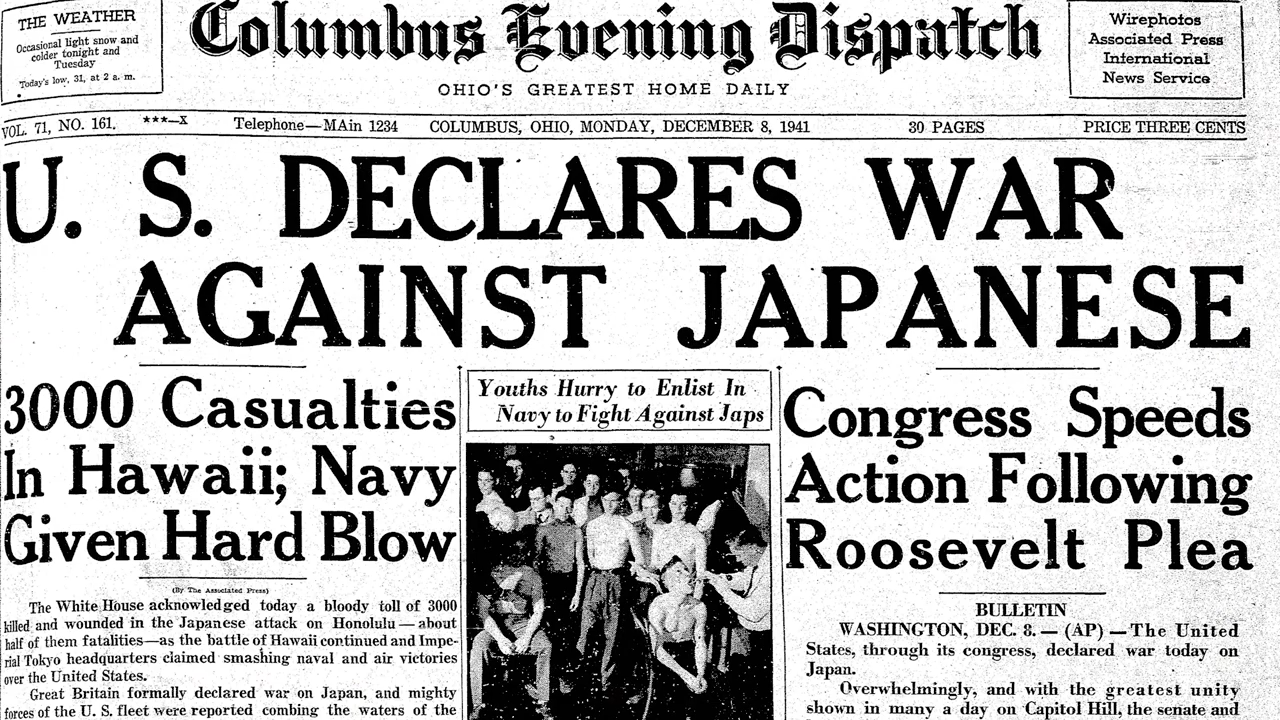 THE WEATHER
Occasional light snow and
colder tonight and
Tuesday
Today's low, 31, at 2 a. m.
Columbus Evening Dispatch
OHIO'S GREATEST HOME DAILY
Wirephotos
Associated Press
International
News Service
VOL. 71, NO. 161. ***—X Telephone—MAin 1234 COLUMBUS, OHIO, MONDAY, DECEMBER 8, 1941 30 PAGES PRICE THREE CENTS
U. S. DECLARES WAR
AGAINST JAPANESE
3000 Casualties
In Hawaii; Navy
Given Hard Blow
(By The Associated Press)
The White House acknowledged today a bloody toll of 3000
killed and wounded in the Japanese attack on Honolulu—about
half of them fatalities—as the battle of Hawaii continued and Impe-
rial Tokyo headquarters claimed smashing naval and air victories
over the United States.
Great Britain formally declared war on Japan, and mighty
forces of the U. S. fleet were reported combing the waters of the
Youths Hurry to Enlist In
Navy to Fight Against Japs
Congress Speeds
Action Following
Roosevelt Plea
BULLETIN
WASHINGTON, DEC. 8.—(AP)—The United
States, through its congress, declared war today on
Japan.
Overwhelmingly, and with the greatest unity
shown in many a day on Capitol Hill, the senate and